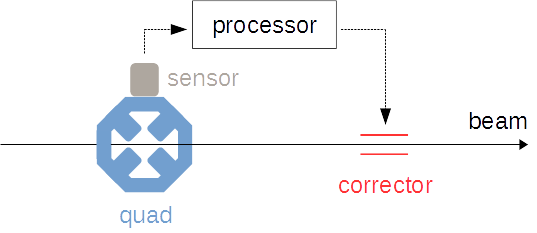 processor
sensor
beam
corrector
quad